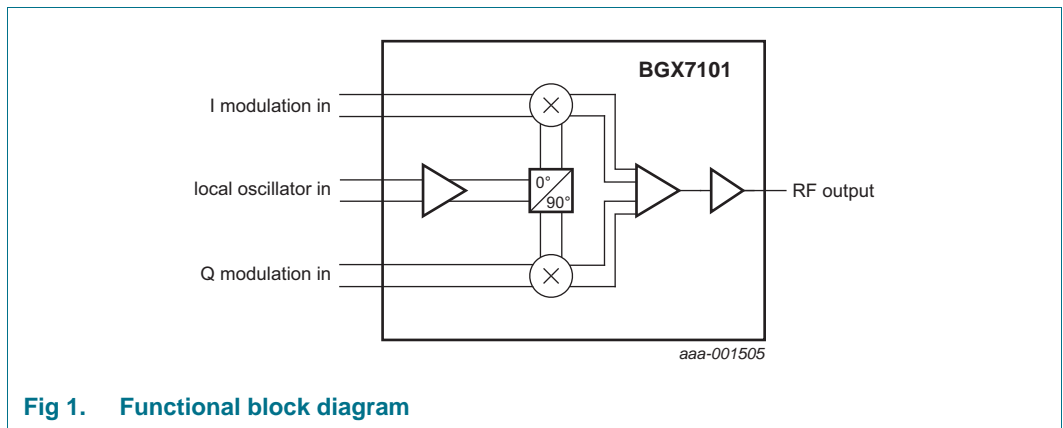 BGX7101
I modulation in
local oscillator in
0°
90°
RF output
Q modulation in
aaa-001505
Fig 1. Functional block diagram